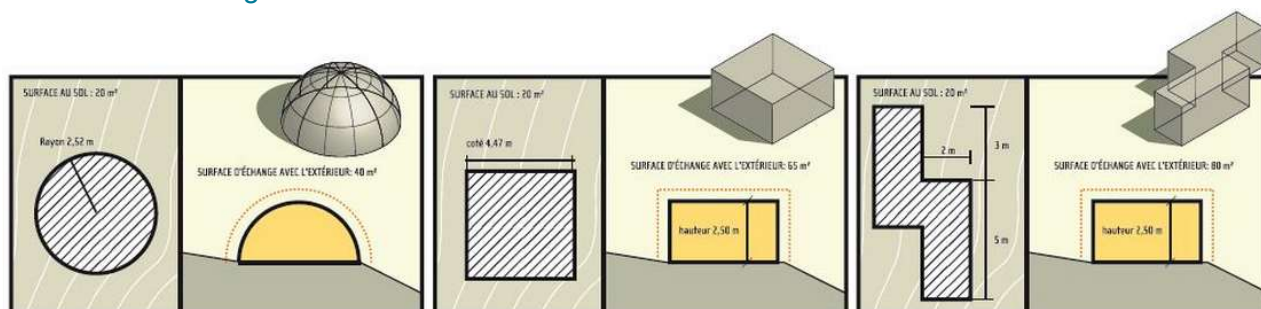 SURFACE AU SOL : 20 m²
Rayon 2,52 m
SURFACE D'ÉCHANGE AVEC L'EXTÉRIEUR: 40 m²
SURFACE AU SOL : 20 m²
coté 4,47 m
SURFACE D'ÉCHANGE AVEC L'EXTÉRIEUR: 65 m²
hauteur 2,50 m
SURFACE AU SOL : 20 m²
2 m
3 m
5 m
SURFACE D'ÉCHANGE AVEC L'EXTÉRIEUR: 80 m²
hauteur 2,50 m